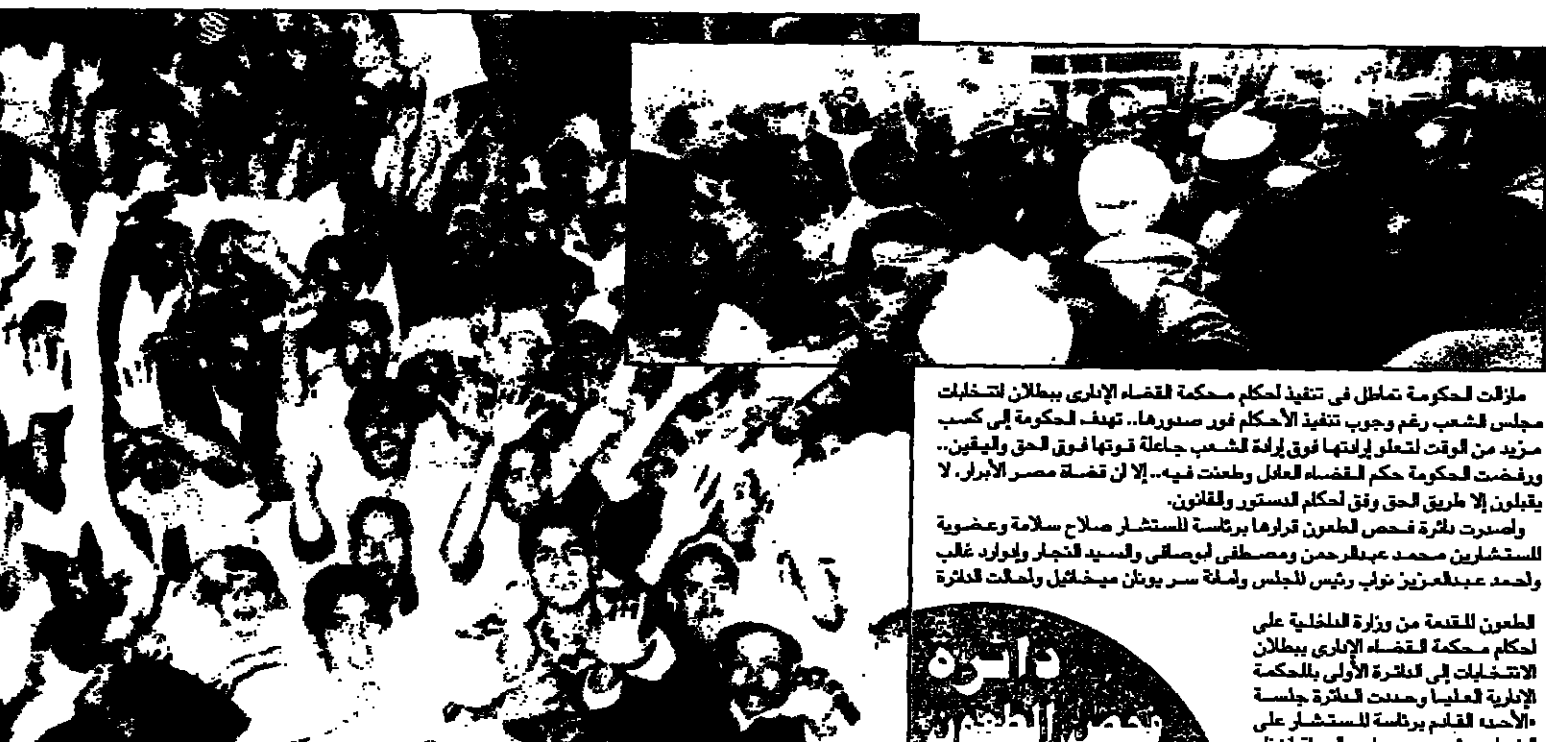 مازالت الحكومة تماطل فى تنفيذ أحكام محكمة القضاء الإدارى ببطلان انتخابات
مجلس الشعب رغم وجوب تنفيذ الأحكام فور صدورها.. تهدف الحكومة إلى كسب
مزيد من الوقت لتعلو إرادتها فوق إرادة الشعب جاعلة قوتها فوق الحق واليقين..
ورفضت الحكومة حكم القضاء العادل وطعنت فيه.. إلا أن قضاة مصر الأبرار. لا
يقبلون إلا طريق الحق وفق أحكام الدستور والقانون.
وأصدرت دائرة فحص الطعون قرارها برئاسة المستشار صلاح سلامة وعضوية
المستشارين محمد عبدالرحمن ومصطفى أبوصافى والسيد النجار وإدوارد غالب
وأحمد عبدالعزيز نواب رئيس المجلس وأمانة سر يونان ميخائيل وأحالت الدائرة
الطعون المقدمة من وزارة الداخلية على
أحكام محكمة القضاء الإدارى ببطلان
الانتخابات إلى الدائرة الأولى بالمحكمة
الإدارية العليا وحددت الدائرة جلسة
«الأحد» القادم برئاسة المستشار على
دائرة
فحص الطعون